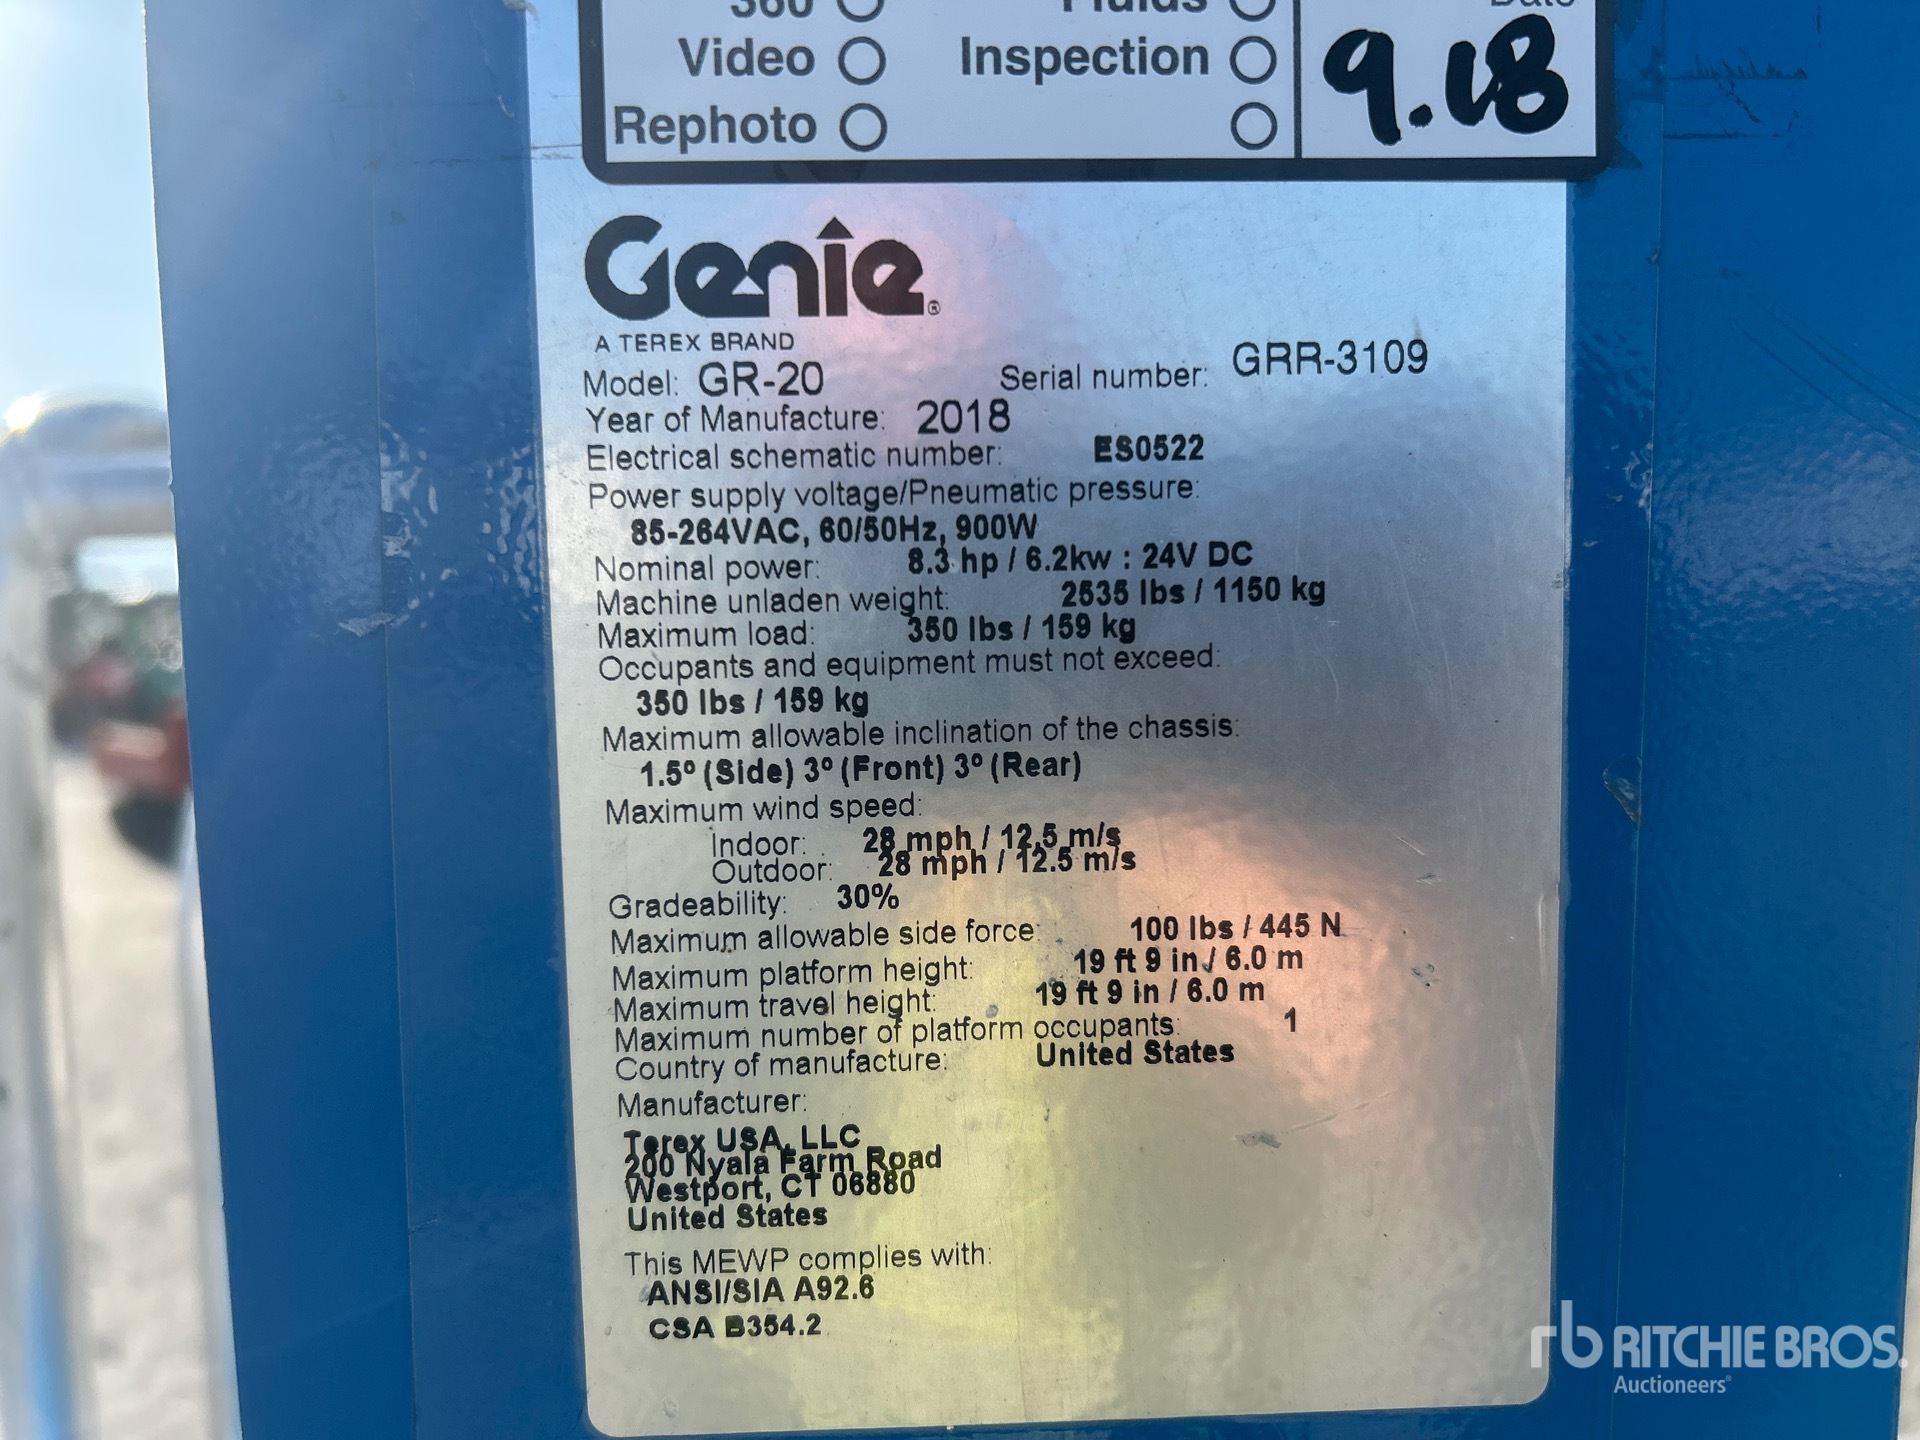 360 Fluids Date
Video Inspection 9.18
Rephoto
Genie®
A TEREX BRAND
Model: GR-20 Serial number: GRR-3109
Year of Manufacture: 2018
Electrical schematic number: ES0522
Power supply voltage/Pneumatic pressure:
85-264VAC, 60/50Hz, 900W
Nominal power: 8.3 hp / 6.2kw : 24V DC
Machine unladen weight: 2535 lbs / 1150 kg
Maximum load: 350 lbs / 159 kg
Occupants and equipment must not exceed:
350 lbs / 159 kg
Maximum allowable inclination of the chassis:
1.5º (Side) 3º (Front) 3º (Rear)
Maximum wind speed:
Indoor: 28 mph / 12.5 m/s
Outdoor: 28 mph / 12.5 m/s
Gradeability: 30%
Maximum allowable side force: 100 lbs / 445 N
Maximum platform height: 19 ft 9 in / 6.0 m
Maximum travel height: 19 ft 9 in / 6.0 m
Maximum number of platform occupants: 1
Country of manufacture: United States
Manufacturer:
Terex USA, LLC
200 Nyala Farm Road
Westport, CT 06880
United States
This MEWP complies with:
ANSI/SIA A92.6
CSA B354.2
rb RITCHIE BROS.
Auctioneers®